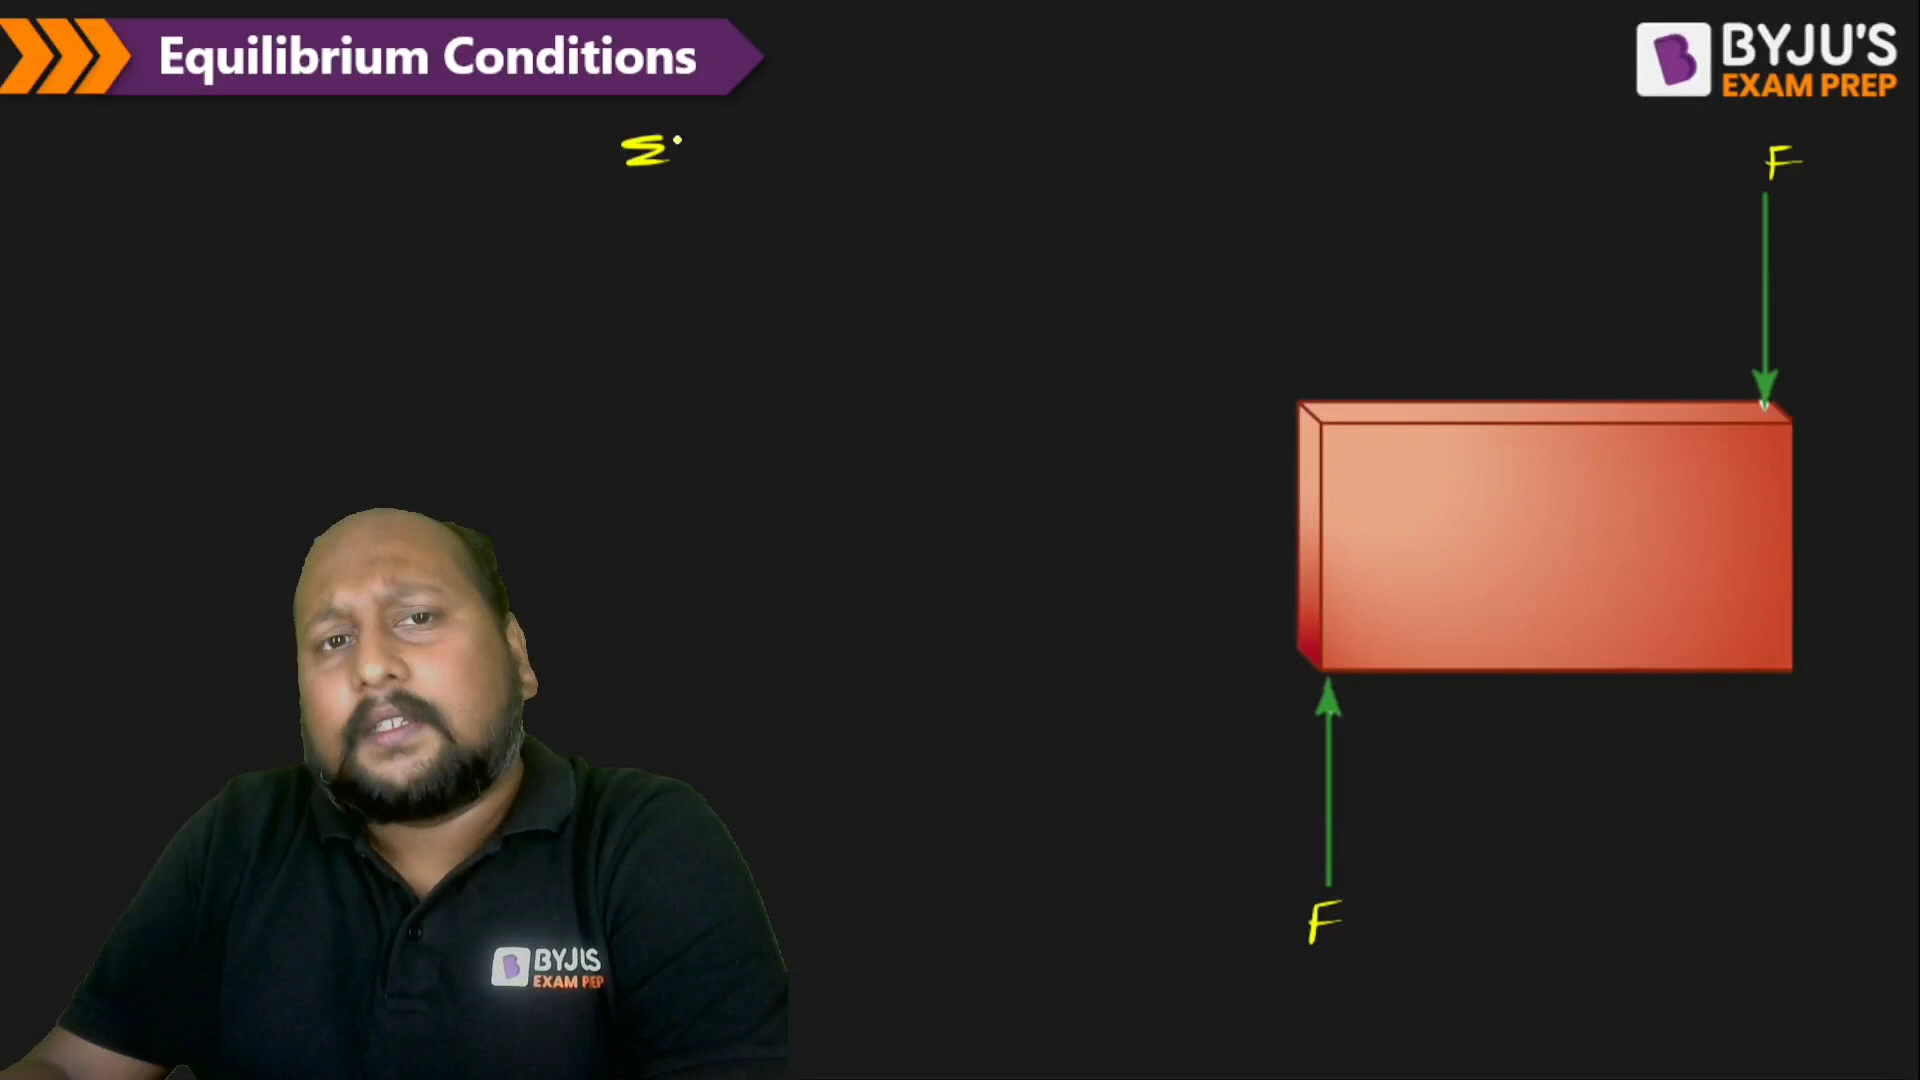 Equilibrium Conditions
BYJU'S
EXAM PREP
Σ
F
F
BYJU'S
EXAM PREP